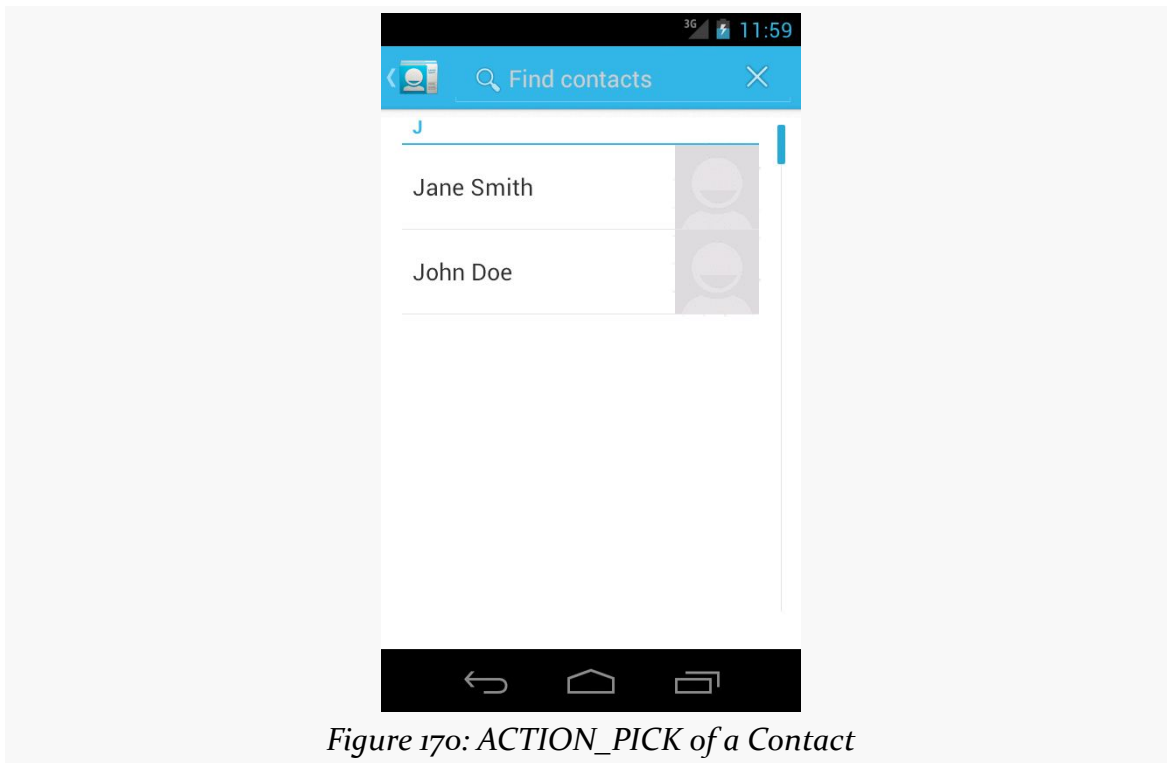 3G 11:59
Find contacts
J
Jane Smith
John Doe
Figure 170: ACTION_PICK of a Contact